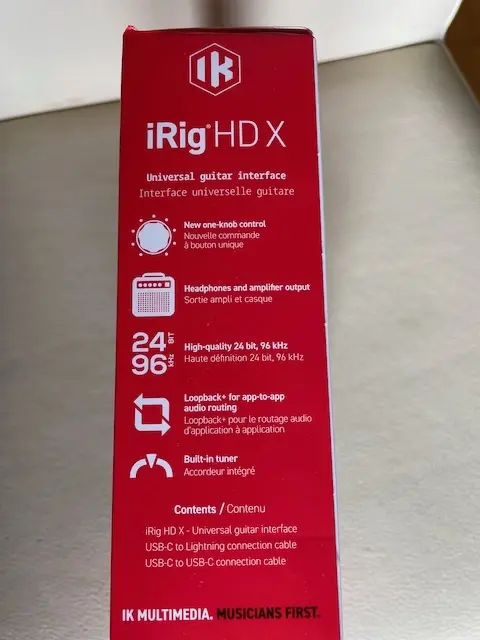 IK
iRig® HD X
Universal guitar interface
Interface universelle guitare
New one-knob control
Nouvelle commande
à bouton unique
Headphones and amplifier output
Sortie ampli et casque
24 BIT
96 kHz
High-quality 24 bit, 96 kHz
Haute définition 24 bit, 96 kHz
Loopback+ for app-to-app
audio routing
Loopback+ pour le routage audio
d'application à application
Built-in tuner
Accordeur intégré
Contents / Contenu
iRig HD X - Universal guitar interface
USB-C to Lightning connection cable
USB-C to USB-C connection cable
IK MULTIMEDIA. MUSICIANS FIRST.